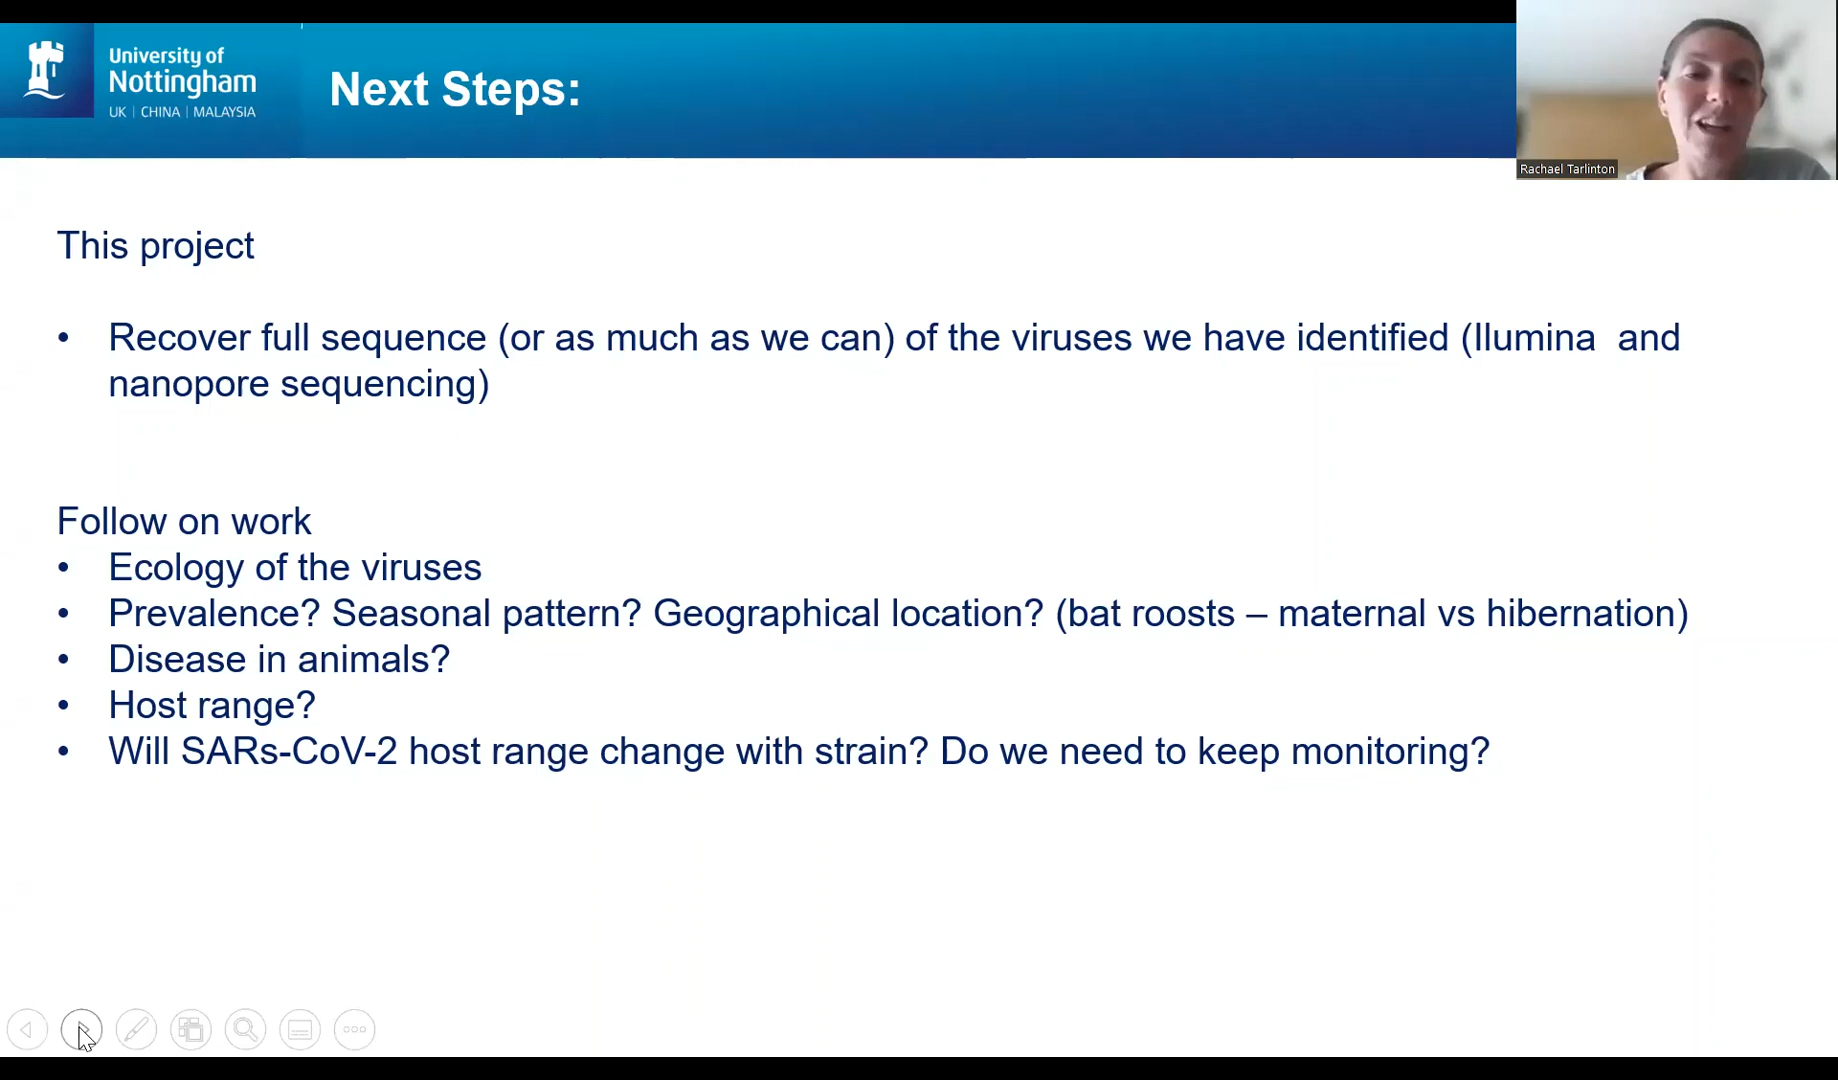 University of
Nottingham
UK | CHINA | MALAYSIA
Next Steps:
Rachael Tarlinton
This project
• Recover full sequence (or as much as we can) of the viruses we have identified (llumina and
nanopore sequencing)
Follow on work
• Ecology of the viruses
• Prevalence? Seasonal pattern? Geographical location? (bat roosts – maternal vs hibernation)
• Disease in animals?
• Host range?
• Will SARs-CoV-2 host range change with strain? Do we need to keep monitoring?